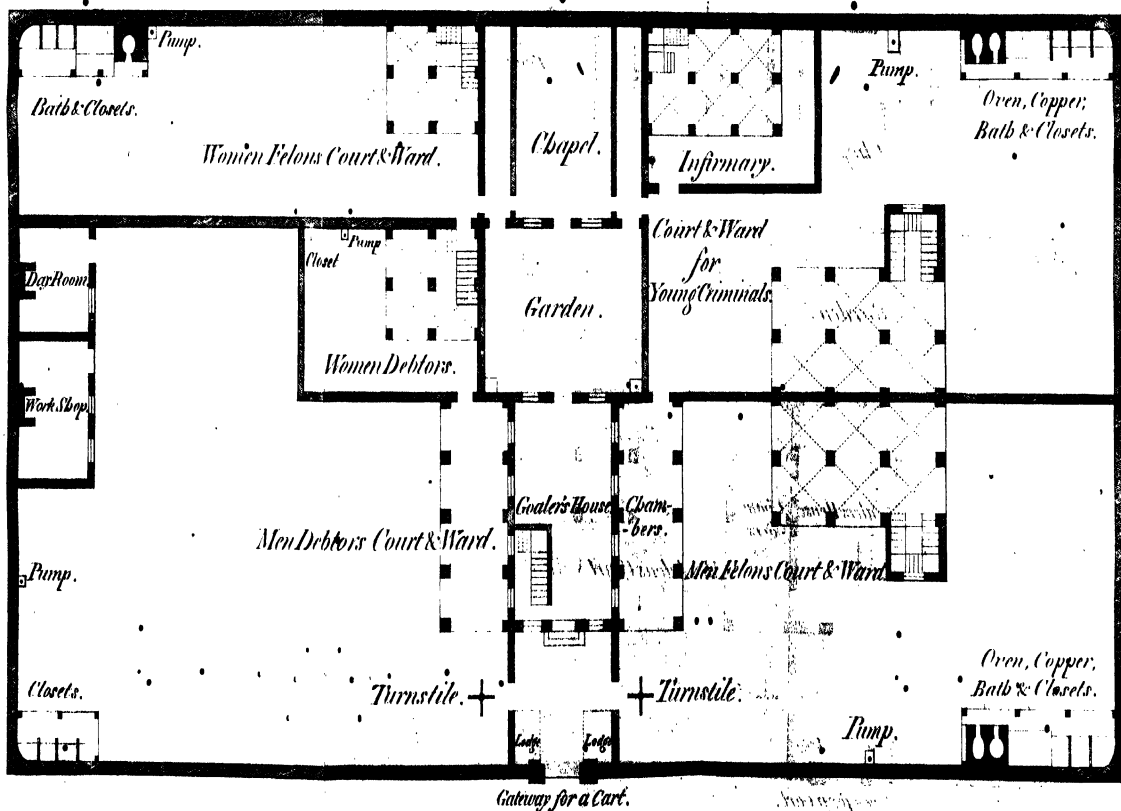 Pump.
Bath & Closets.
Women Felons Court & Ward.
Chapel.
Infirmary.
Pump.
Oven, Copper,
Bath & Closets.
Day Room.
Work Shop.
Closet
Pump
Women Debtors.
Garden.
Court & Ward
for
Young Criminals.
Men Debtors Court & Ward.
Goaler's House
Cham-
-bers.
Men Felons Court & Ward.
Pump.
Closets.
Turnstile.
Turnstile.
Oven, Copper,
Bath & Closets.
Pump.
Lodge
Lodge
Gateway for a Cart.